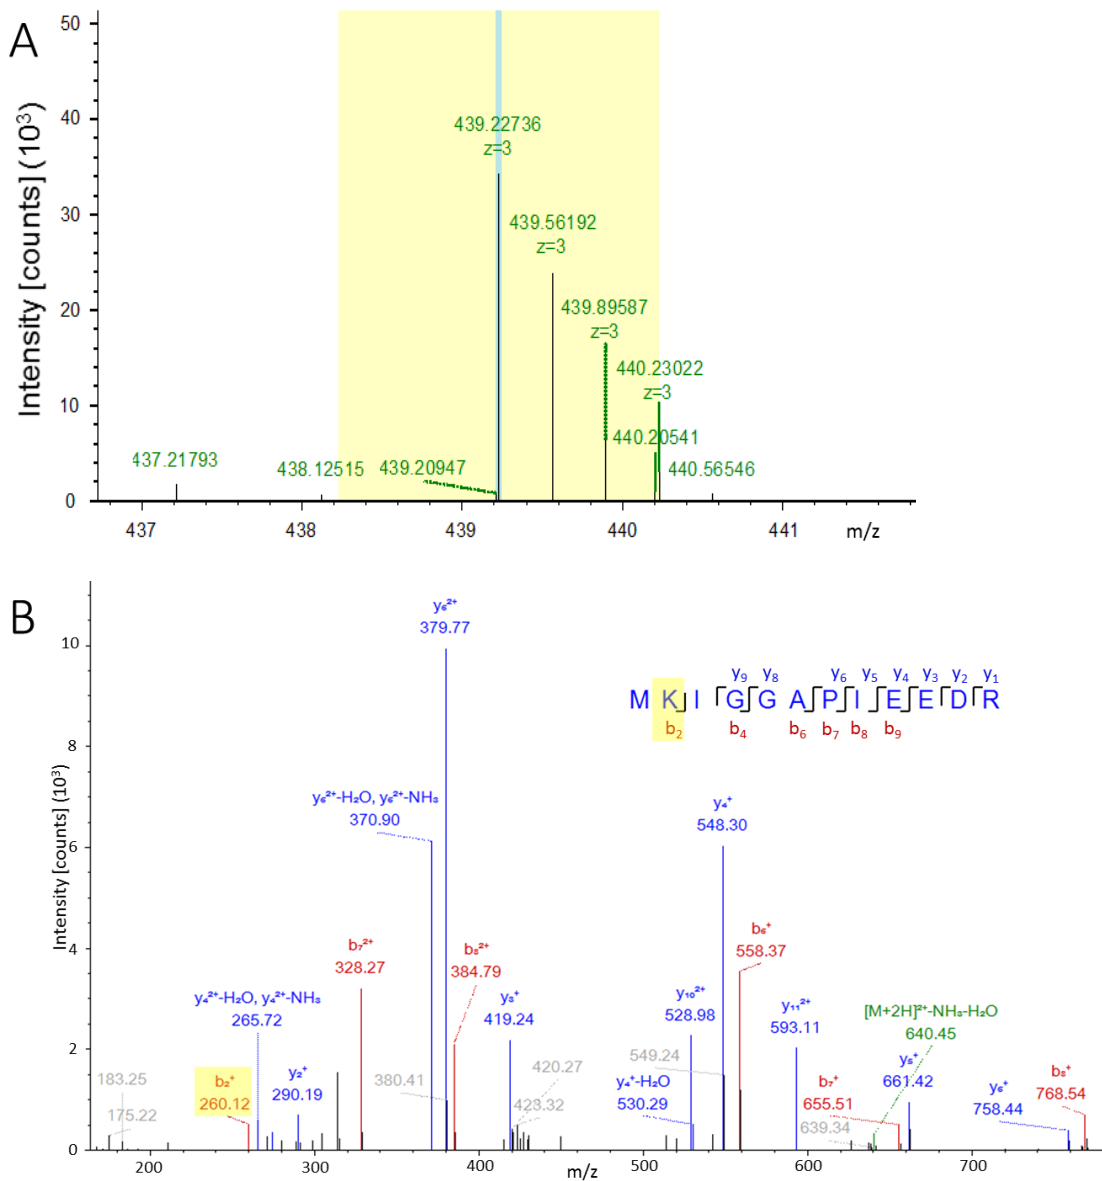 A
Intensity [counts] (10³)
50
40
30
20
10
0
439.22736
z=3
439.56192
z=3
439.89587
z=3
440.23022
z=3
440.20541
440.56546
437.21793
438.12515
439.20947
437
438
439
440
441
m/z
B
Intensity [counts] (10³)
10
8
6
4
2
0
y₆²⁺
379.77
y₉ y₈ y₆ y₅ y₄ y₃ y₂ y₁
M K I G G A P I E E D R
b₂ b₄ b₆ b₇ b₈ b₉
y₆²⁺-H₂O, y₆²⁺-NH₃
370.90
y₄⁺
548.30
b₇²⁺
328.27
b₈²⁺
384.79
b₆⁺
558.37
y₄²⁺-H₂O, y₄²⁺-NH₃
265.72
y₃⁺
419.24
y₁₀²⁺
528.98
y₁₁²⁺
593.11
[M+2H]²⁺-NH₃-H₂O
640.45
183.25
175.22
b₂⁺
260.12
y₂⁺
290.19
380.41
420.27
423.32
549.24
y₄⁺-H₂O
530.29
b₇⁺
655.51
639.34
y₅⁺
661.42
y₆⁺
758.44
b₈⁺
768.54
200
300
400
500
600
700
m/z